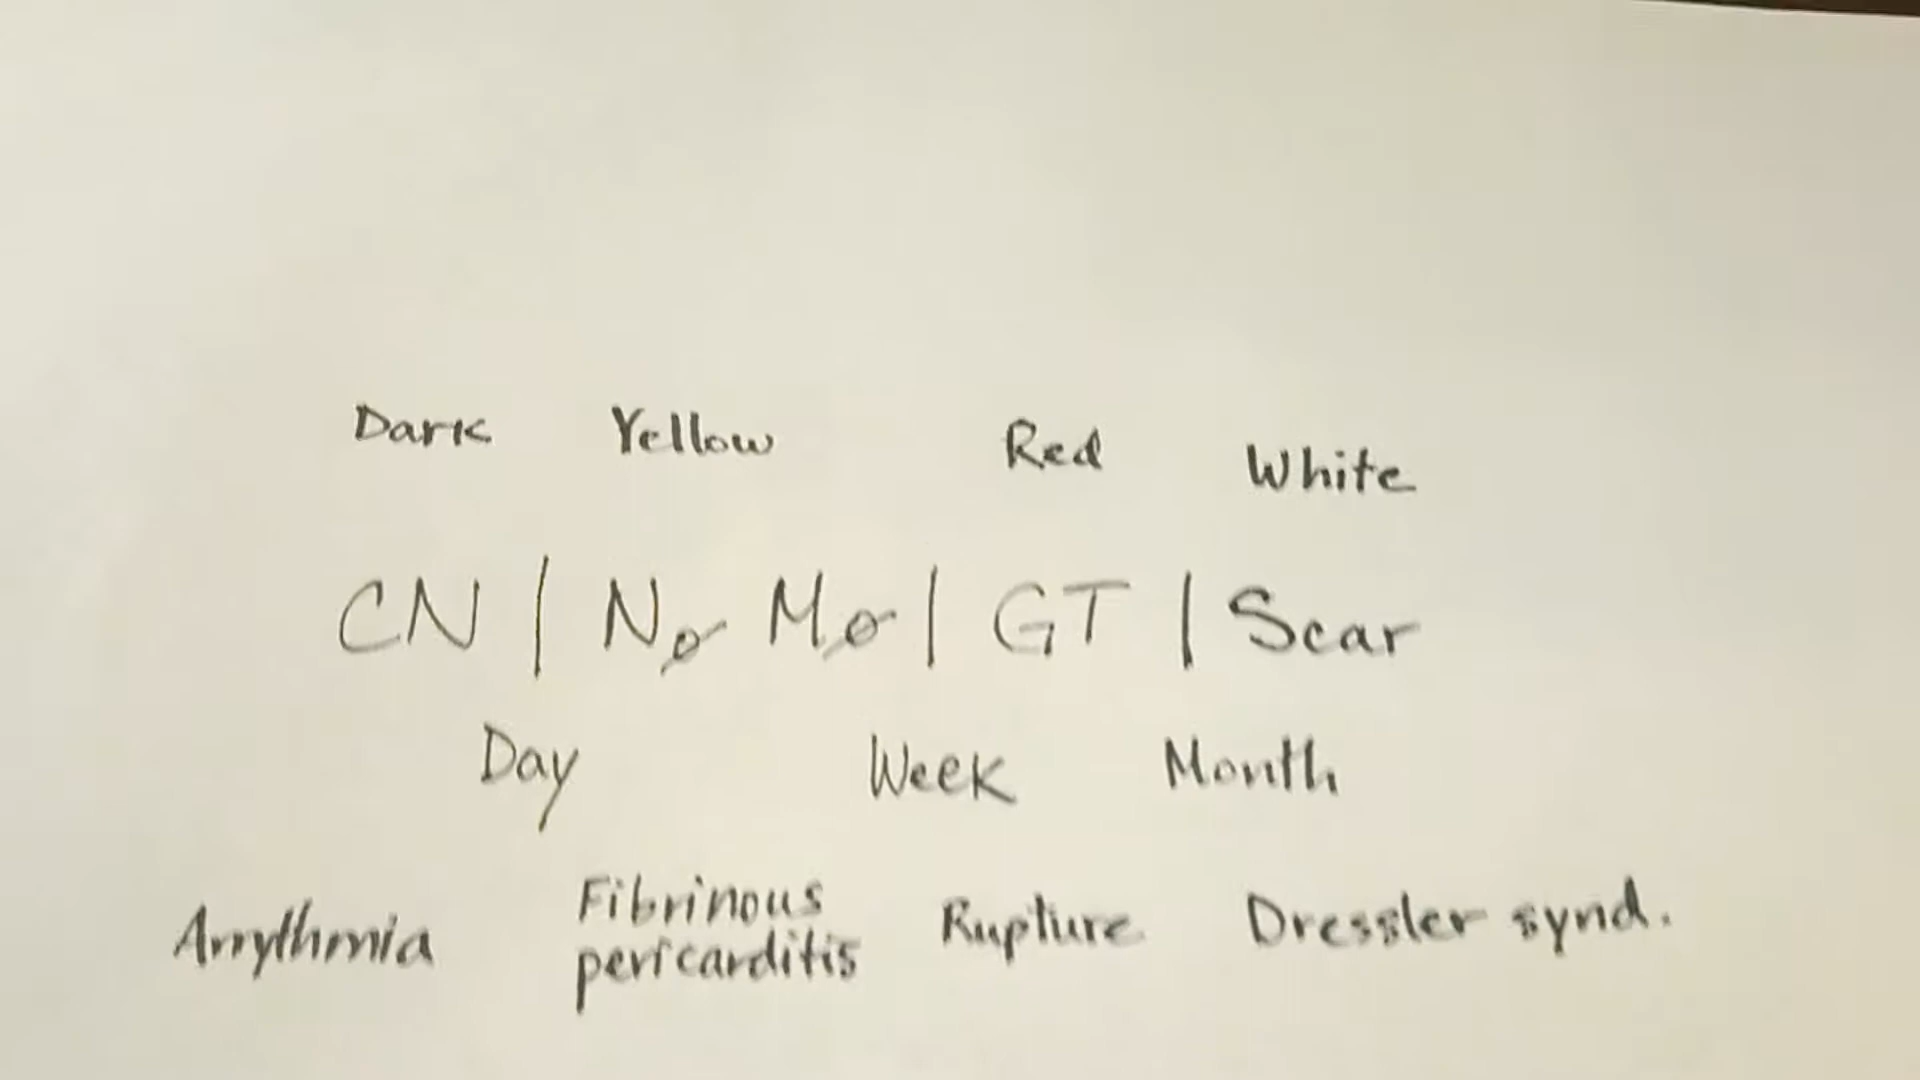 Dark Yellow Red White
CN | Nø Mø | GT | Scar
Day Week Month
Arrythmia Fibrinous pericarditis Rupture Dressler synd.